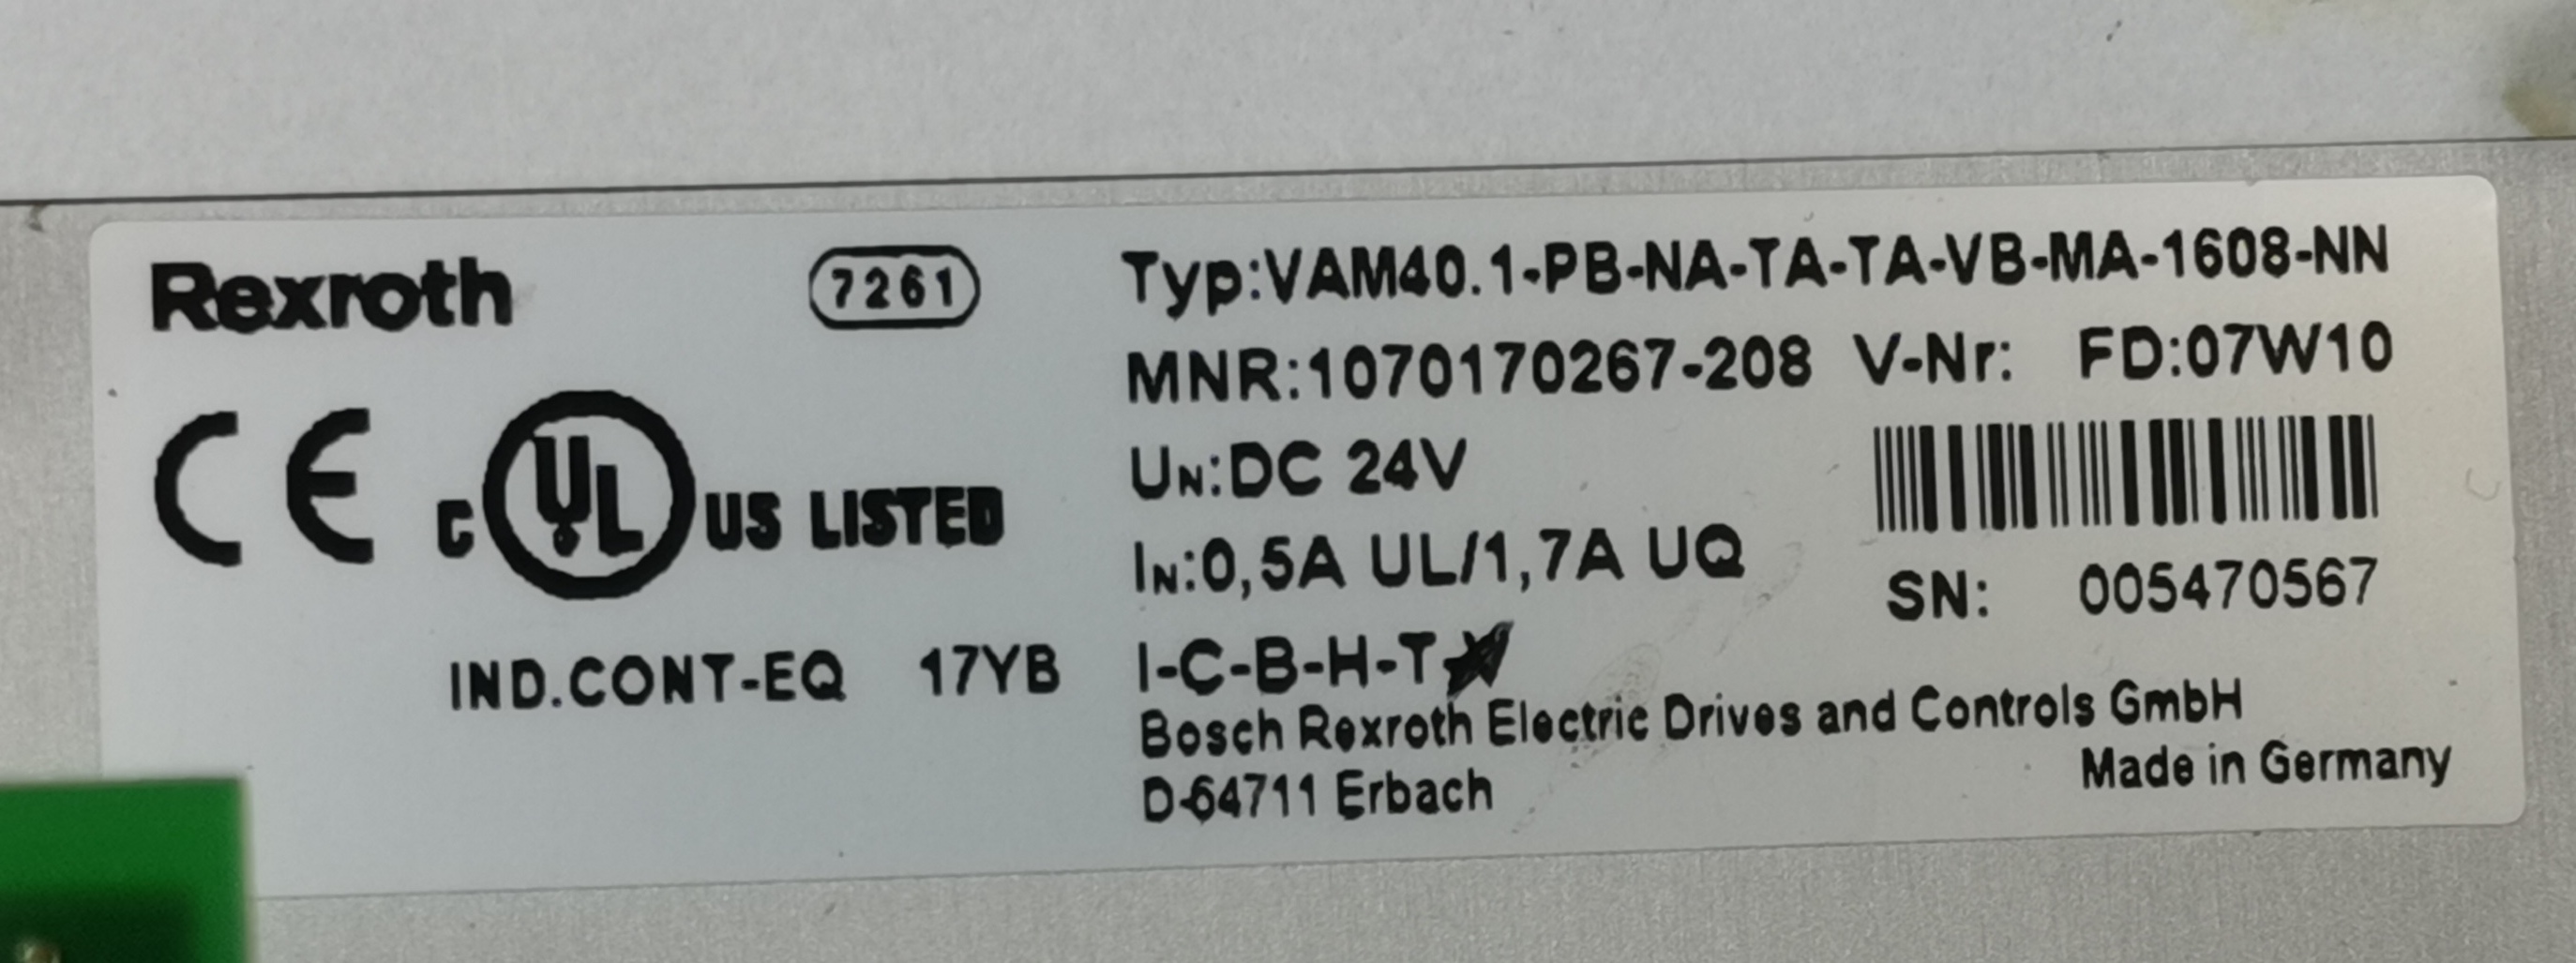 Rexroth 7261
CE
C UL US LISTED
IND.CONT-EQ 17YB
Typ:VAM40.1-PB-NA-TA-TA-VB-MA-1608-NN
MNR:1070170267-208 V-Nr: FD:07W10
UN:DC 24V
IN:0,5A UL/1,7A UQ
SN: 005470567
I-C-B-H-T
Bosch Rexroth Electric Drives and Controls GmbH
Made in Germany
D-64711 Erbach